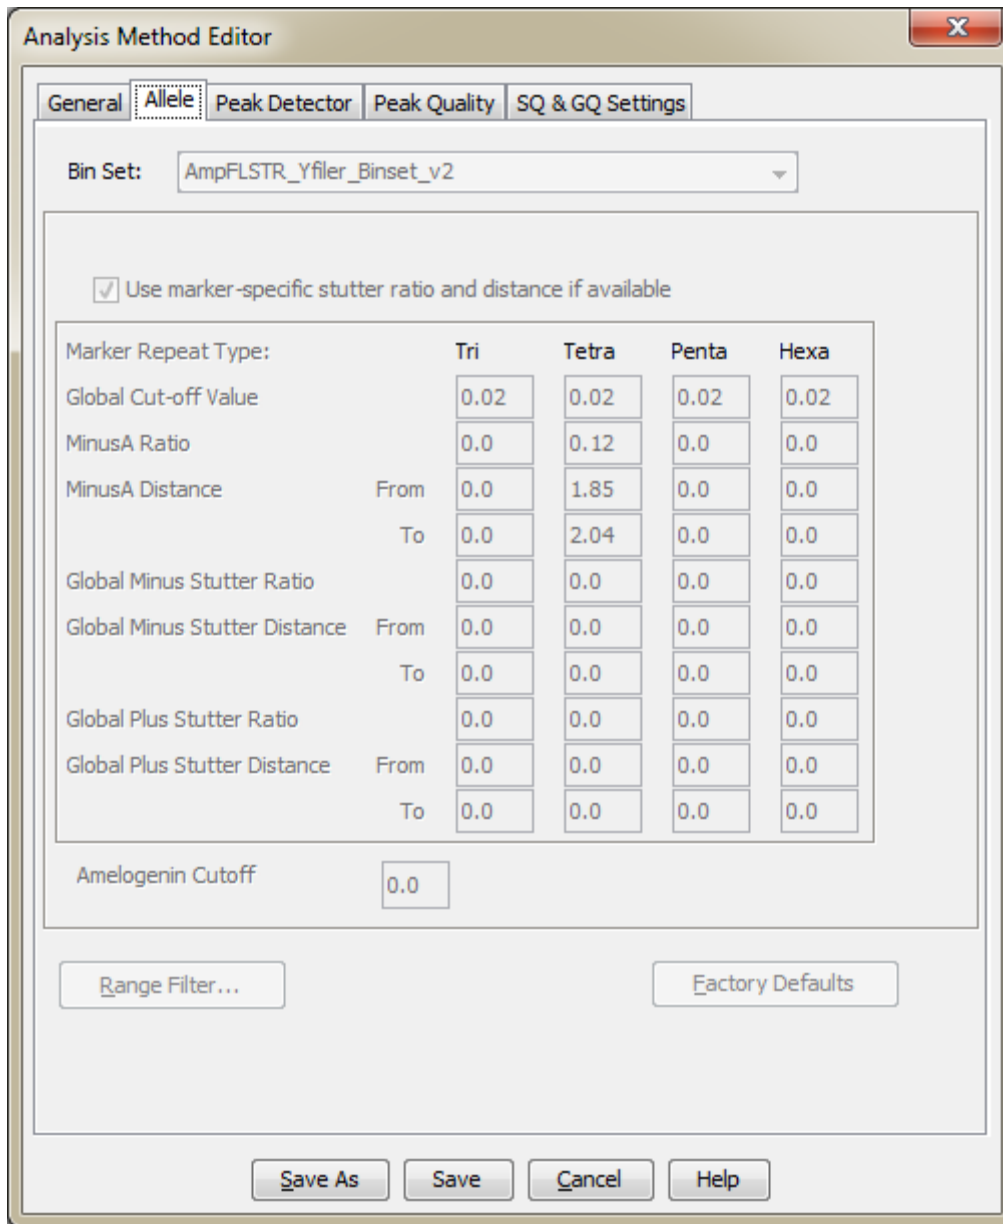 Analysis Method Editor
General Allele Peak Detector Peak Quality SQ & GQ Settings
Bin Set: AmpFLSTR_Yfiler_Binset_v2
Use marker-specific stutter ratio and distance if available
Marker Repeat Type: Tri Tetra Penta Hexa
Global Cut-off Value 0.02 0.02 0.02 0.02
MinusA Ratio 0.0 0.12 0.0 0.0
MinusA Distance From 0.0 1.85 0.0 0.0
To 0.0 2.04 0.0 0.0
Global Minus Stutter Ratio 0.0 0.0 0.0 0.0
Global Minus Stutter Distance From 0.0 0.0 0.0 0.0
To 0.0 0.0 0.0 0.0
Global Plus Stutter Ratio 0.0 0.0 0.0 0.0
Global Plus Stutter Distance From 0.0 0.0 0.0 0.0
To 0.0 0.0 0.0 0.0
Amelogenin Cutoff 0.0
Range Filter... Factory Defaults
Save As Save Cancel Help